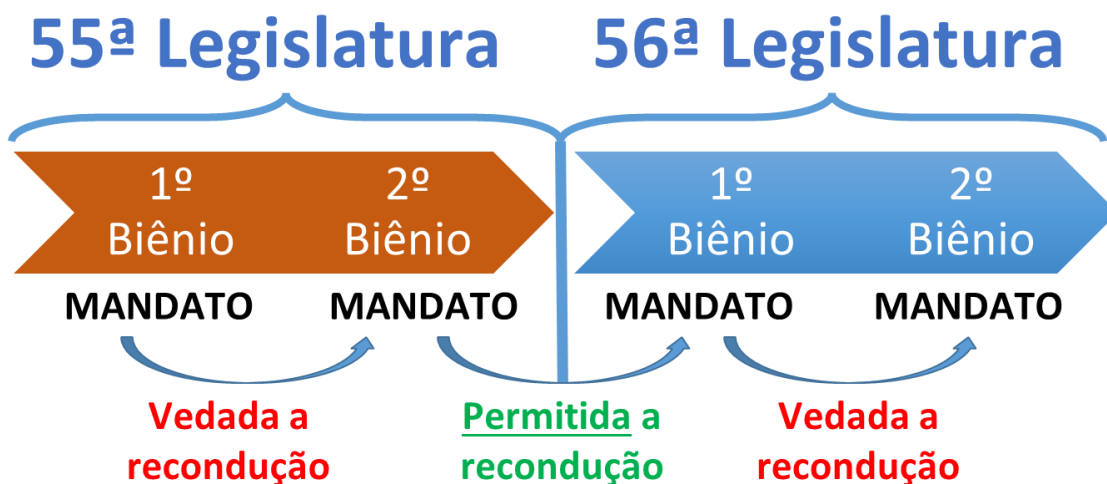 55ª Legislatura
56ª Legislatura
1º
Biênio
2º
Biênio
1º
Biênio
2º
Biênio
MANDATO
MANDATO
MANDATO
MANDATO
Vedada a
recondução
Permitida a
recondução
Vedada a
recondução